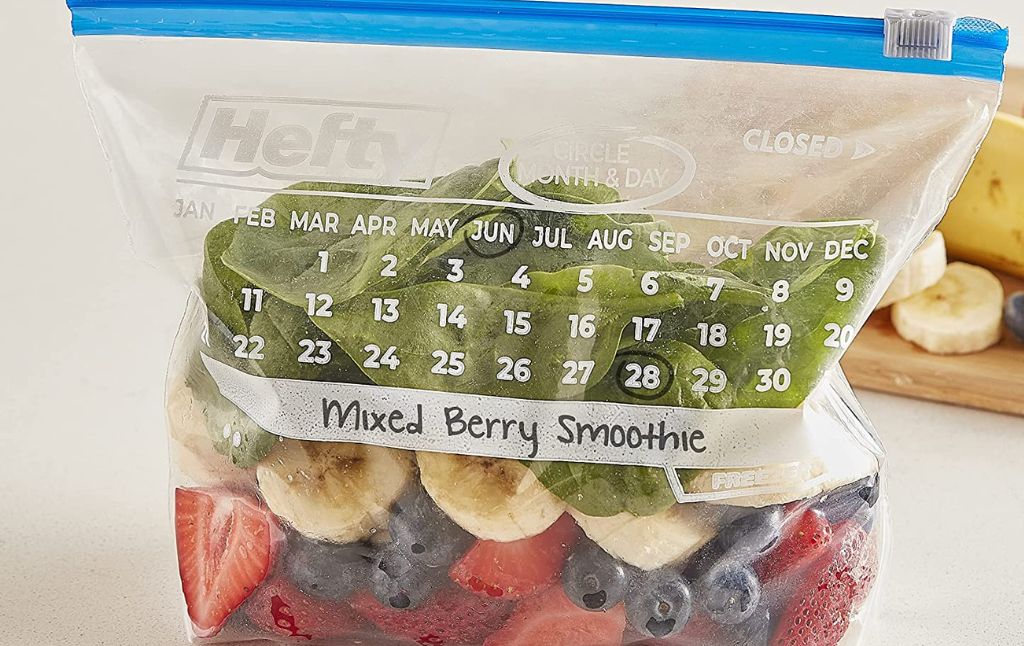 Hefty
CIRCLE
MONTH & DAY
CLOSED
JAN FEB MAR APR MAY JUN JUL AUG SEP OCT NOV DEC
1 2 3 4 5 6 7 8 9
11 12 13 14 15 16 17 18 19 20
22 23 24 25 26 27 28 29 30
Mixed Berry Smoothie